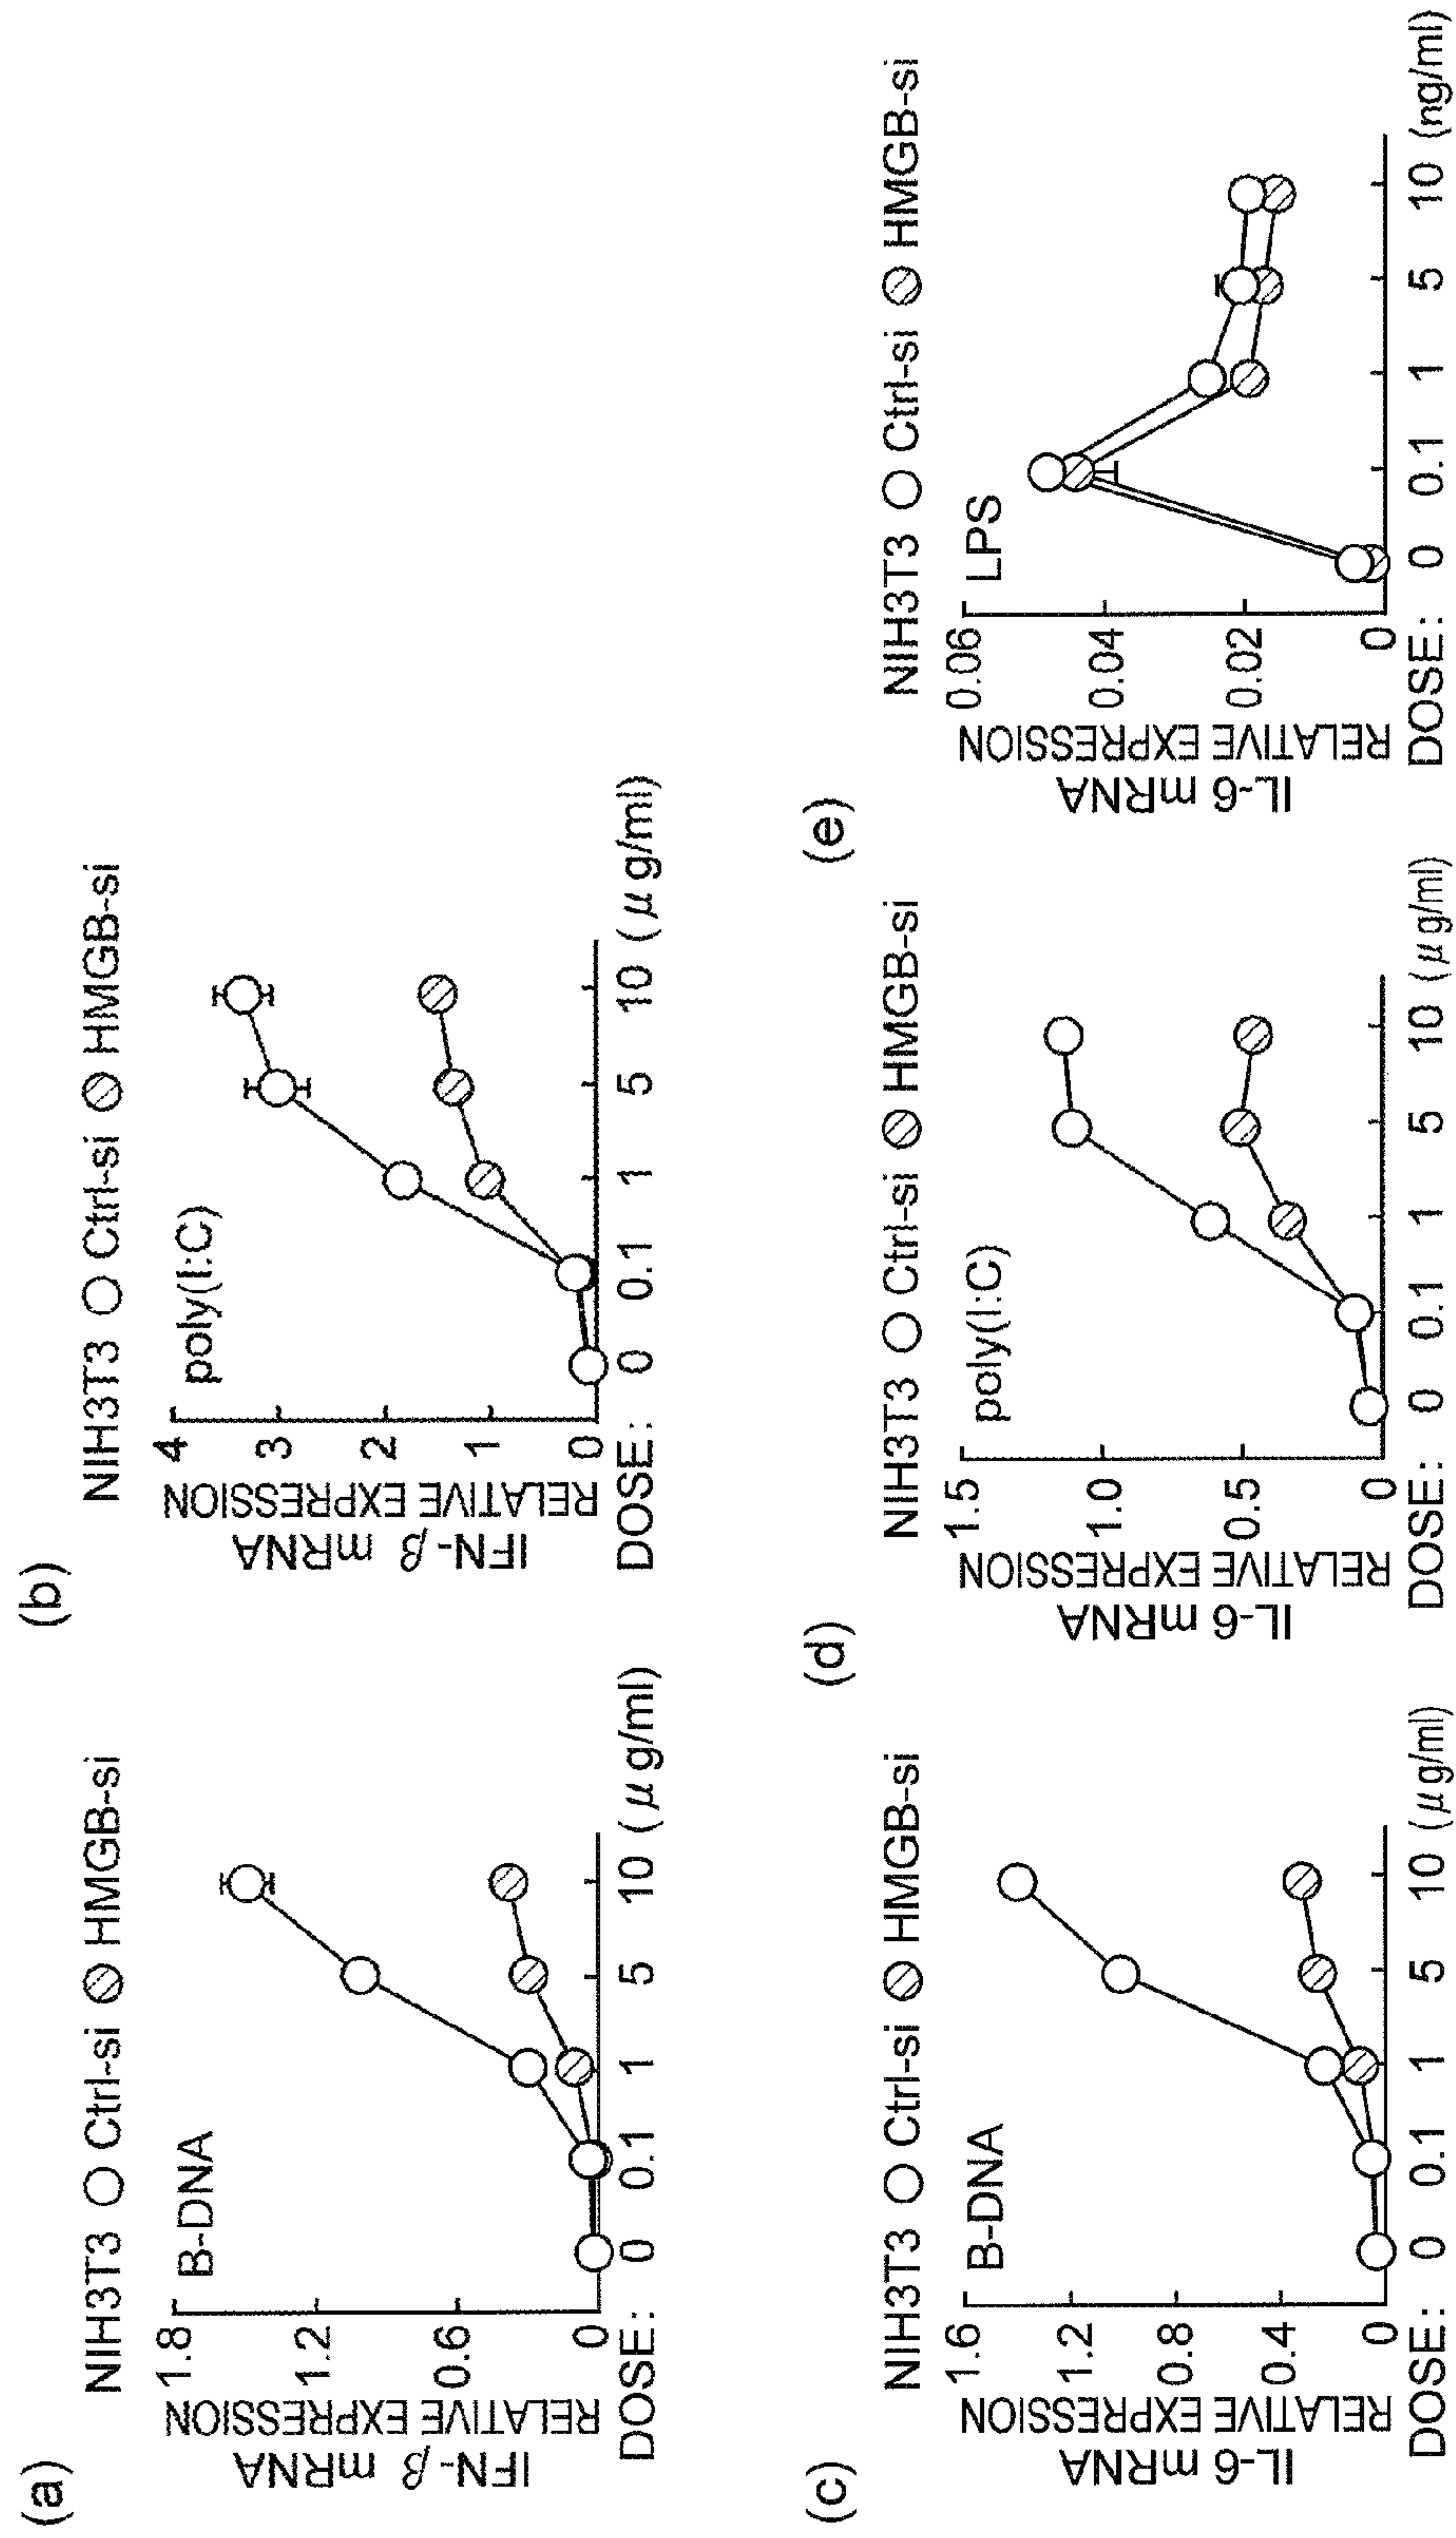 (a)
NIH3T3 Ctrl-si HMGB-si
B-DNA
IFN-β mRNA
RELATIVE EXPRESSION
1.8
1.2
0.6
0
DOSE: 0 0.1 1 5 10 (μg/ml)
(b)
NIH3T3 Ctrl-si HMGB-si
poly(I:C)
IFN-β mRNA
RELATIVE EXPRESSION
4
3
2
1
0
DOSE: 0 0.1 1 5 10 (μg/ml)
(c)
NIH3T3 Ctrl-si HMGB-si
B-DNA
IL-6 mRNA
RELATIVE EXPRESSION
1.6
1.2
0.8
0.4
0
DOSE: 0 0.1 1 5 10 (μg/ml)
(d)
NIH3T3 Ctrl-si HMGB-si
poly(I:C)
IL-6 mRNA
RELATIVE EXPRESSION
1.5
1.0
0.5
0
DOSE: 0 0.1 1 5 10 (μg/ml)
(e)
NIH3T3 Ctrl-si HMGB-si
LPS
IL-6 mRNA
RELATIVE EXPRESSION
0.06
0.04
0.02
0
DOSE: 0 0.1 1 5 10 (ng/ml)